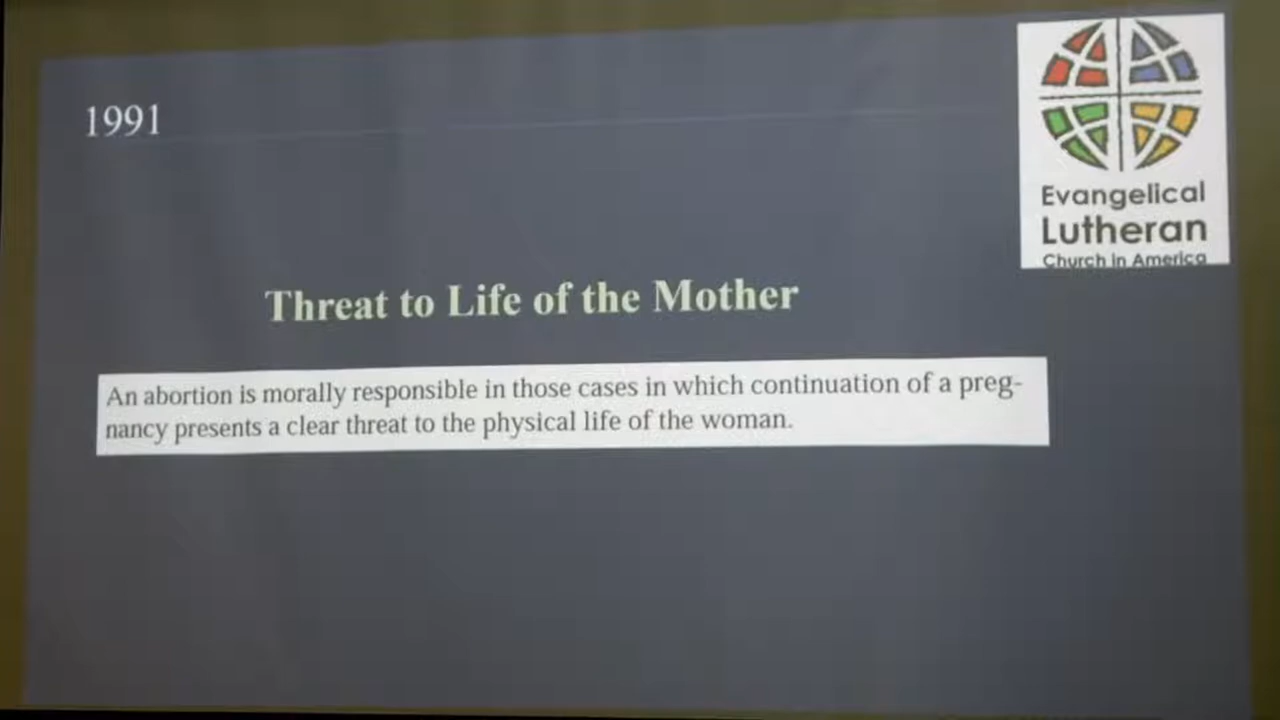 1991
Evangelical
Lutheran
Church in America
Threat to Life of the Mother
An abortion is morally responsible in those cases in which continuation of a preg-
nancy presents a clear threat to the physical life of the woman.